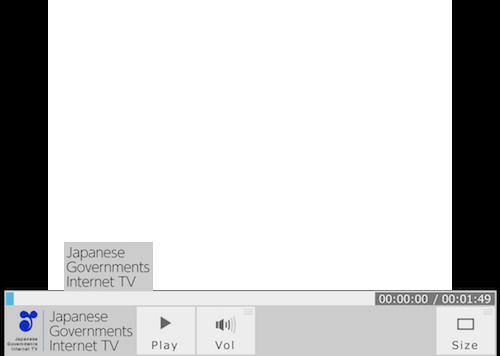 Japanese
Governments
Internet TV
00:00:00 / 00:01:49
Japanese
Governments
Internet TV
Japanese
Governments
Internet TV
Play
Vol
Size